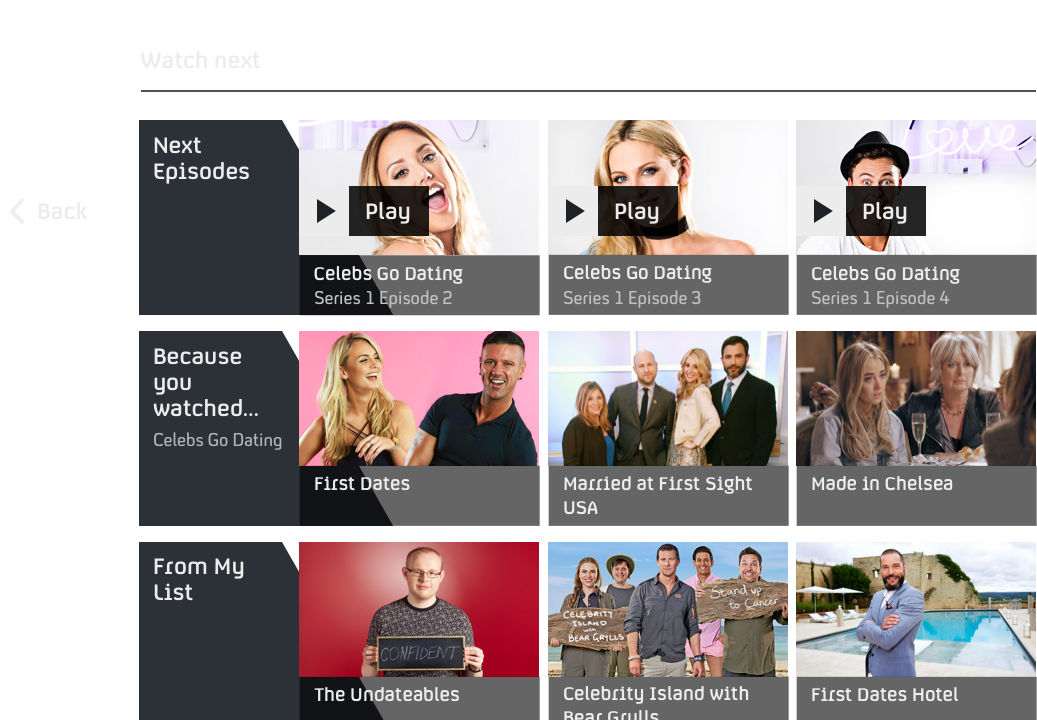 Watch next
Back
Next
Episodes
Love
Play
Play
Play
Celebs Go Dating
Series 1 Episode 2
Celebs Go Dating
Series 1 Episode 3
Celebs Go Dating
Series 1 Episode 4
Because
you
watched...
Celebs Go Dating
First Dates
Married at First Sight
USA
Made in Chelsea
From My
List
CONFIDENT
CELEBRITY
ISLAND
with
BEAR GRYLLS
Stand up
to Cancer
The Undateables
Celebrity Island with
Bear Grylls
First Dates Hotel